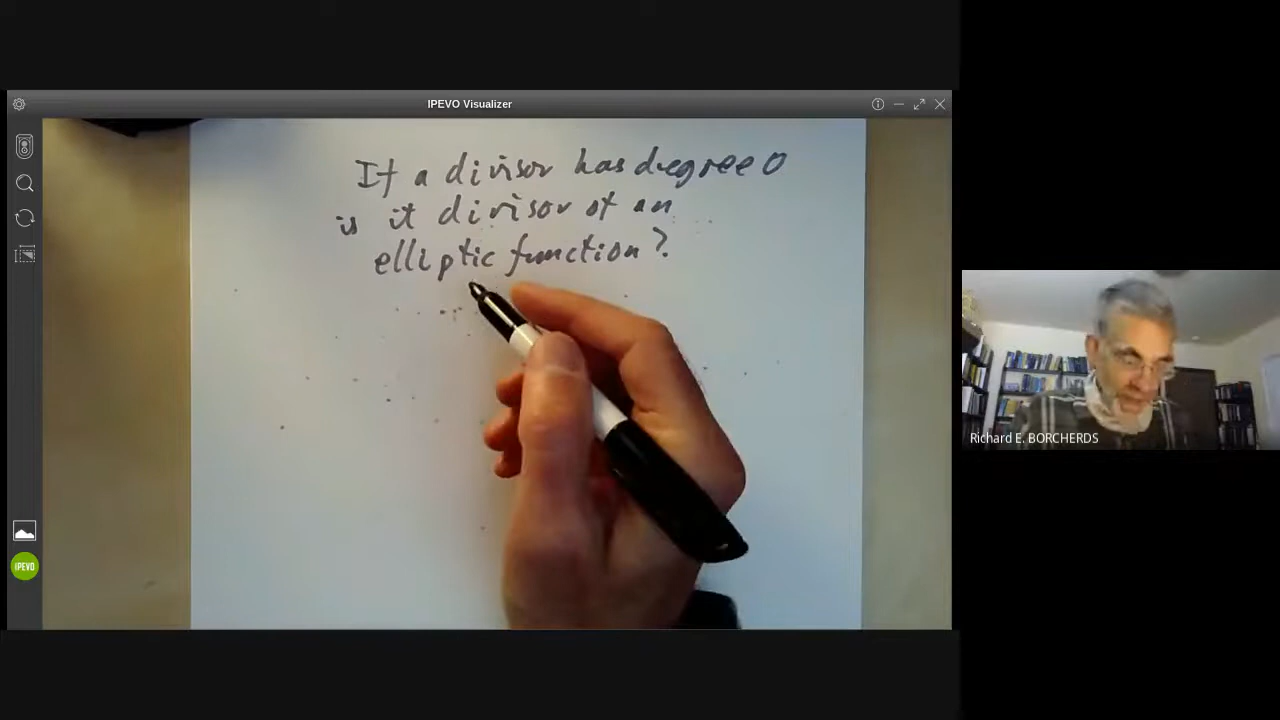 IPEVO Visualizer
If a divisor has degree 0
is it divisor of an
elliptic function?
Richard E. BORCHERDS
iPEVO